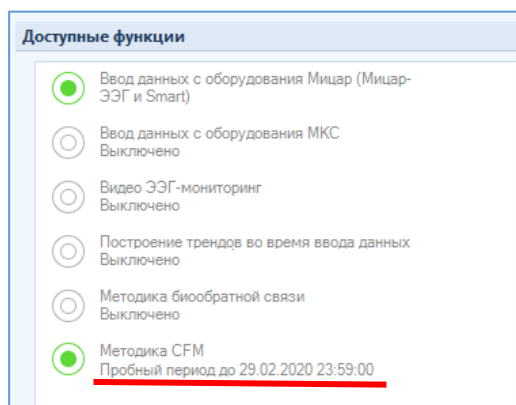 Доступные функции
Ввод данных с оборудования Мицар (Мицар-
ЭЭГ и Smart)
Ввод данных с оборудования МКС
Выключено
Видео ЭЭГ-мониторинг
Выключено
Построение трендов во время ввода данных
Выключено
Методика биообратной связи
Выключено
Методика CFM
Пробный период до 29.02.2020 23:59:00